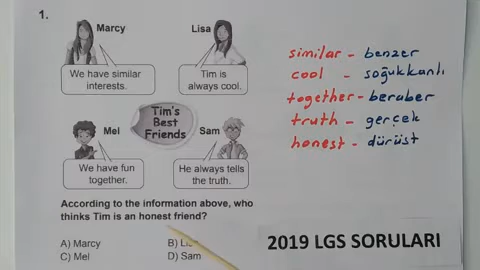 1.
Marcy
Lisa
We have similar
interests.
Tim is
always cool.
Tim's
Best
Friends
Mel
Sam
We have fun
together.
He always tells
the truth.
According to the information above, who
thinks Tim is an honest friend?
A) Marcy
B)
C) Mel
D) Sam
similar - benzer
cool - soğukkanlı
together - beraber
truth - gerçek
honest - dürüst
2019 LGS SORULARI